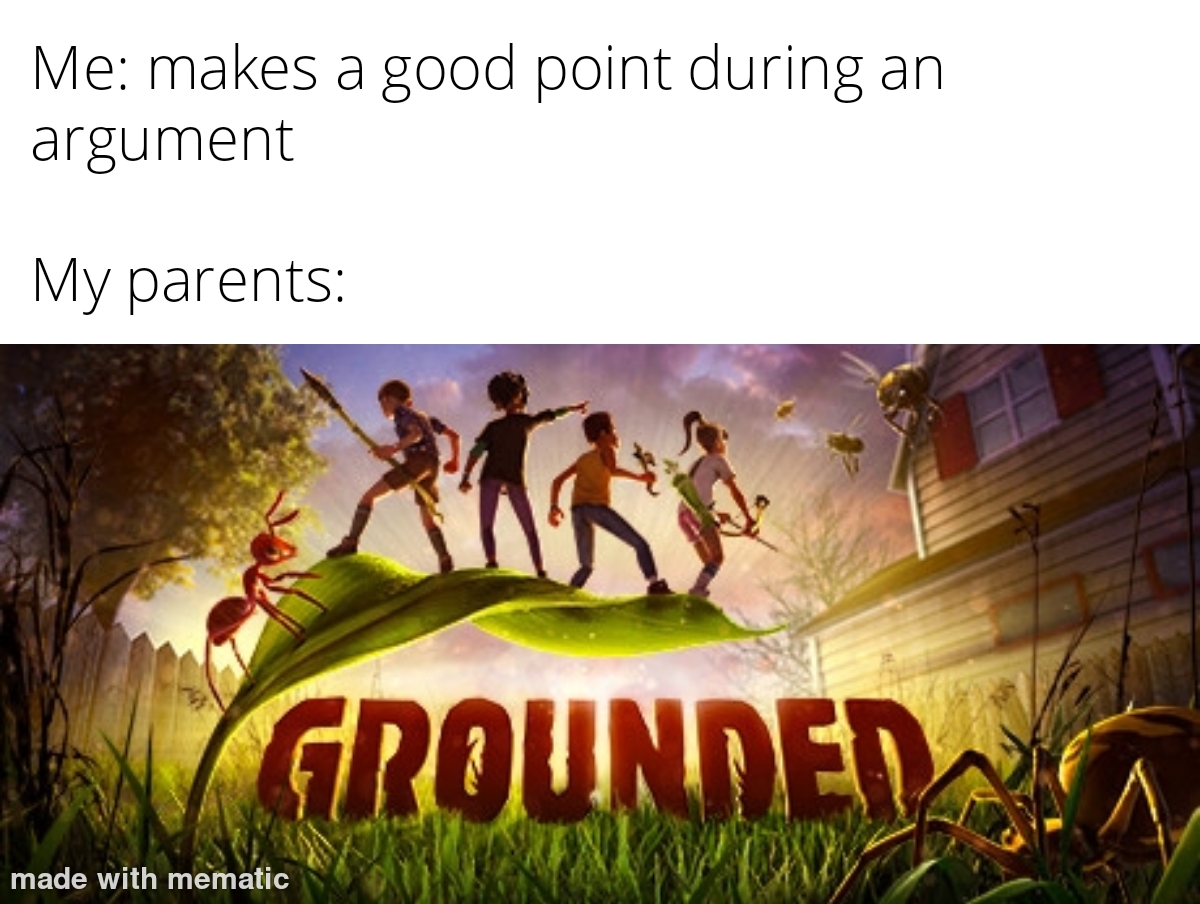 Me: makes a good point during an
argument
My parents:
GROUNDED
made with mematic